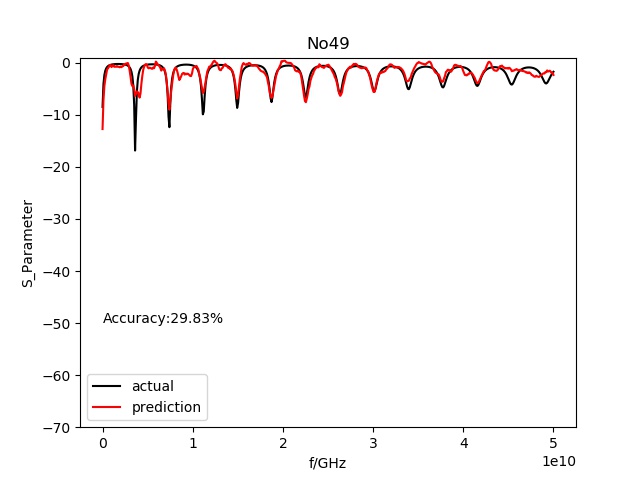 No49
0
−10
−20
−30
−40
−50
−60
−70
S_Parameter
Accuracy:29.83%
actual
prediction
0
1
2
3
4
5
1e10
f/GHz